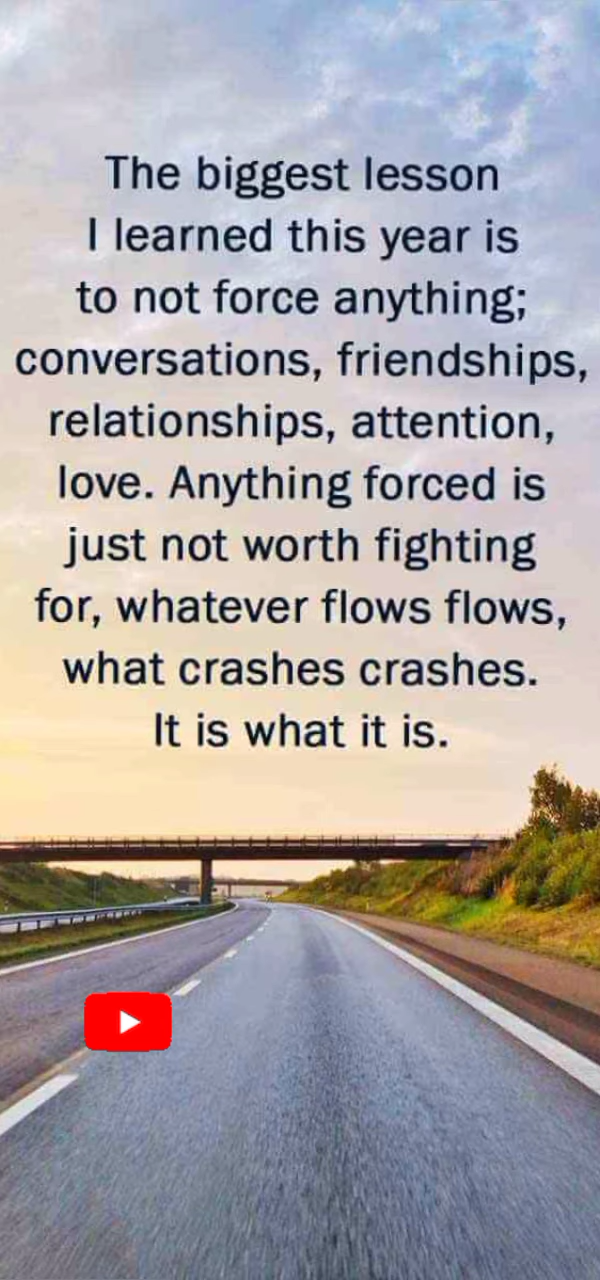 The biggest lesson
I learned this year is
to not force anything;
conversations, friendships,
relationships, attention,
love. Anything forced is
just not worth fighting
for, whatever flows flows,
what crashes crashes.
It is what it is.